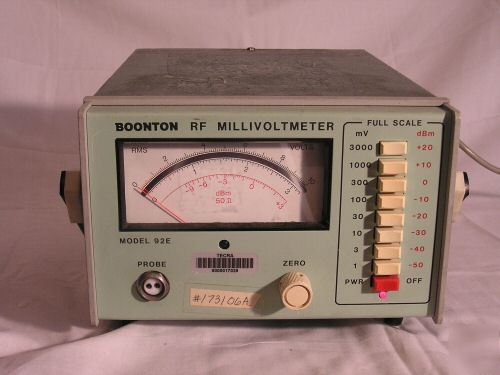 BOONTON RF MILLIVOLTMETER
RMS
VOLTS
dBm
50 Ω
MODEL 92E
PROBE
TECRA
ZERO
#173106A
FULL SCALE
mV dBm
3000 +20
1000 +10
300 0
100 -10
30 -20
10 -30
3 -40
1 -50
PWR OFF